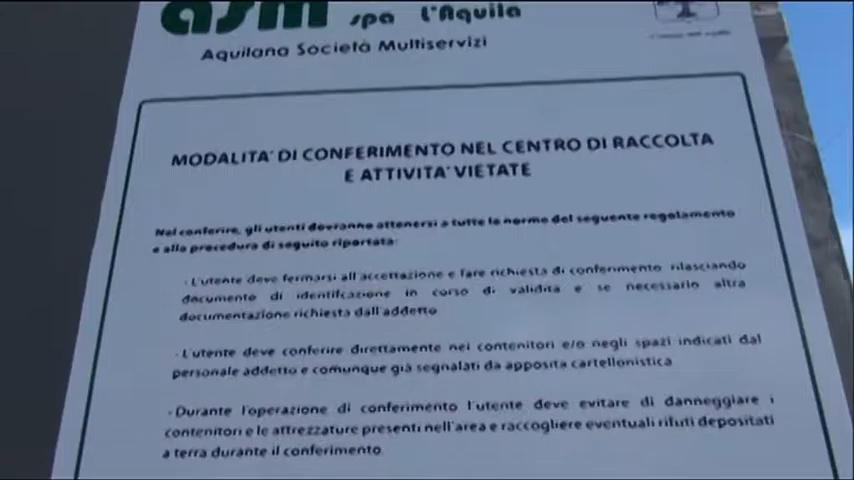 asm spa L'Aquila
Aquilana Società Multiservizi
MODALITA' DI CONFERIMENTO NEL CENTRO DI RACCOLTA
E ATTIVITA' VIETATE
Nel conferire, gli utenti dovranno attenersi a tutte le norme del seguente regolamento
e alla procedura di seguito riportata:
- L'utente deve fermarsi all'accettazione e fare richiesta di conferimento rilasciando
documento di identifcazione in corso di validità e se necessario altra
documentazione richiesta dall'addetto
- L'utente deve conferire direttamente nei contenitori e/o negli spazi indicati dal
personale addetto e comunque già segnalati da apposita cartellonistica
- Durante l'operazione di conferimento l'utente deve evitare di danneggiare i
contenitori e le attrezzature presenti nell'area e raccogliere eventuali rifiuti depositati
a terra durante il conferimento